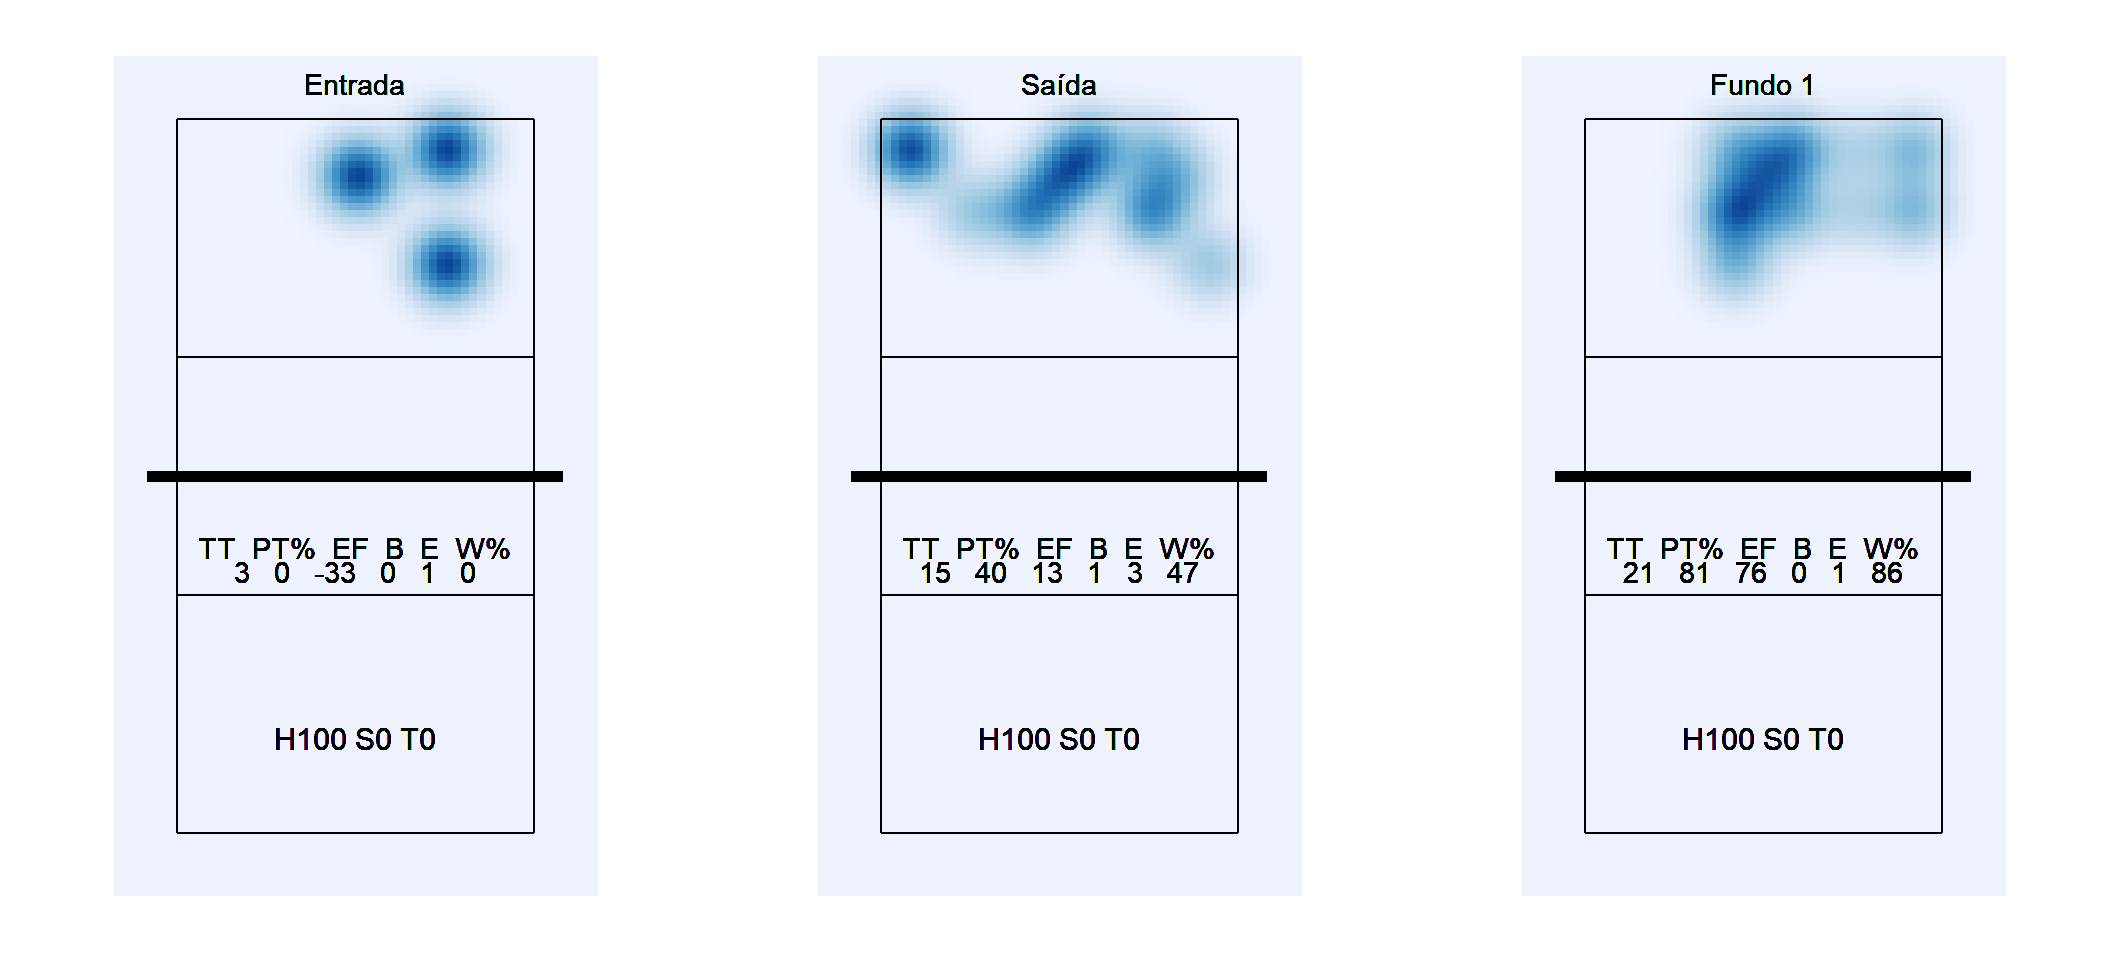 Entrada
TT PT% EF B E W%
3 0 -33 0 1 0
H100 S0 T0
Saída
TT PT% EF B E W%
15 40 13 1 3 47
H100 S0 T0
Fundo 1
TT PT% EF B E W%
21 81 76 0 1 86
H100 S0 T0